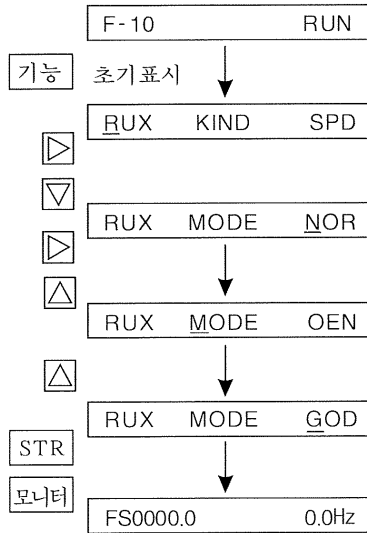 F-10 RUN
기능 초기표시
RUX KIND SPD
RUX MODE NOR
RUX MODE OEN
RUX MODE GOD
STR
모니터
FS0000.0 0.0Hz